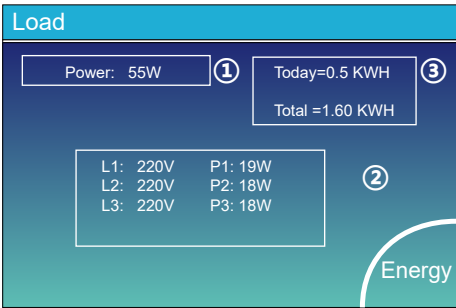 Load
Power: 55W ① Today=0.5 KWH ③
Total =1.60 KWH
L1: 220V P1: 19W
L2: 220V P2: 18W ②
L3: 220V P3: 18W
Energy